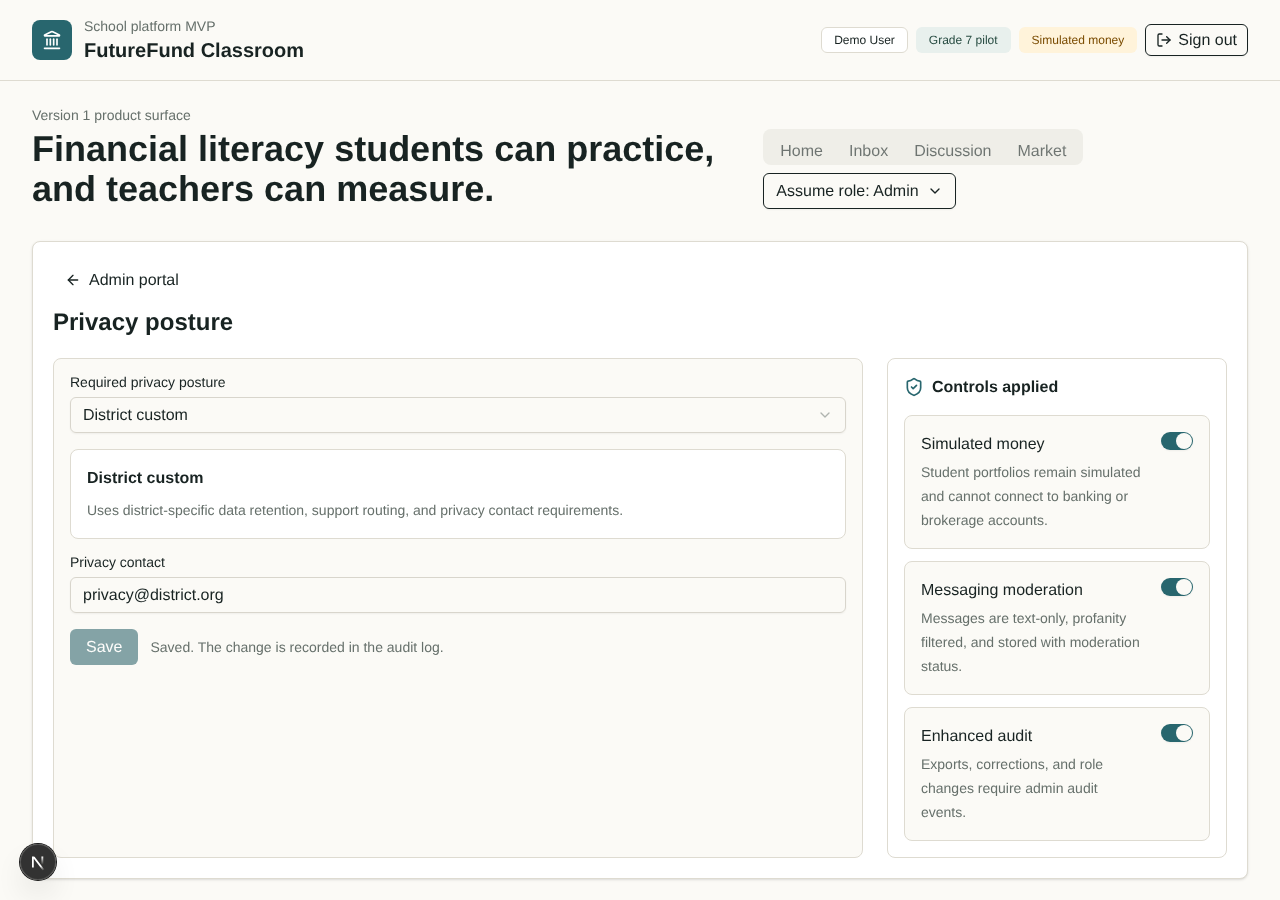 School platform MVP
FutureFund Classroom
Demo User
Grade 7 pilot
Simulated money
Sign out
Version 1 product surface
Financial literacy students can practice,
and teachers can measure.
Home
Inbox
Discussion
Market
Assume role: Admin
Admin portal
Privacy posture
Required privacy posture
District custom
District custom
Uses district-specific data retention, support routing, and privacy contact requirements.
Privacy contact
privacy@district.org
Save
Saved. The change is recorded in the audit log.
Controls applied
Simulated money
Student portfolios remain simulated
and cannot connect to banking or
brokerage accounts.
Messaging moderation
Messages are text-only, profanity
filtered, and stored with moderation
status.
Enhanced audit
Exports, corrections, and role
changes require admin audit
events.
N